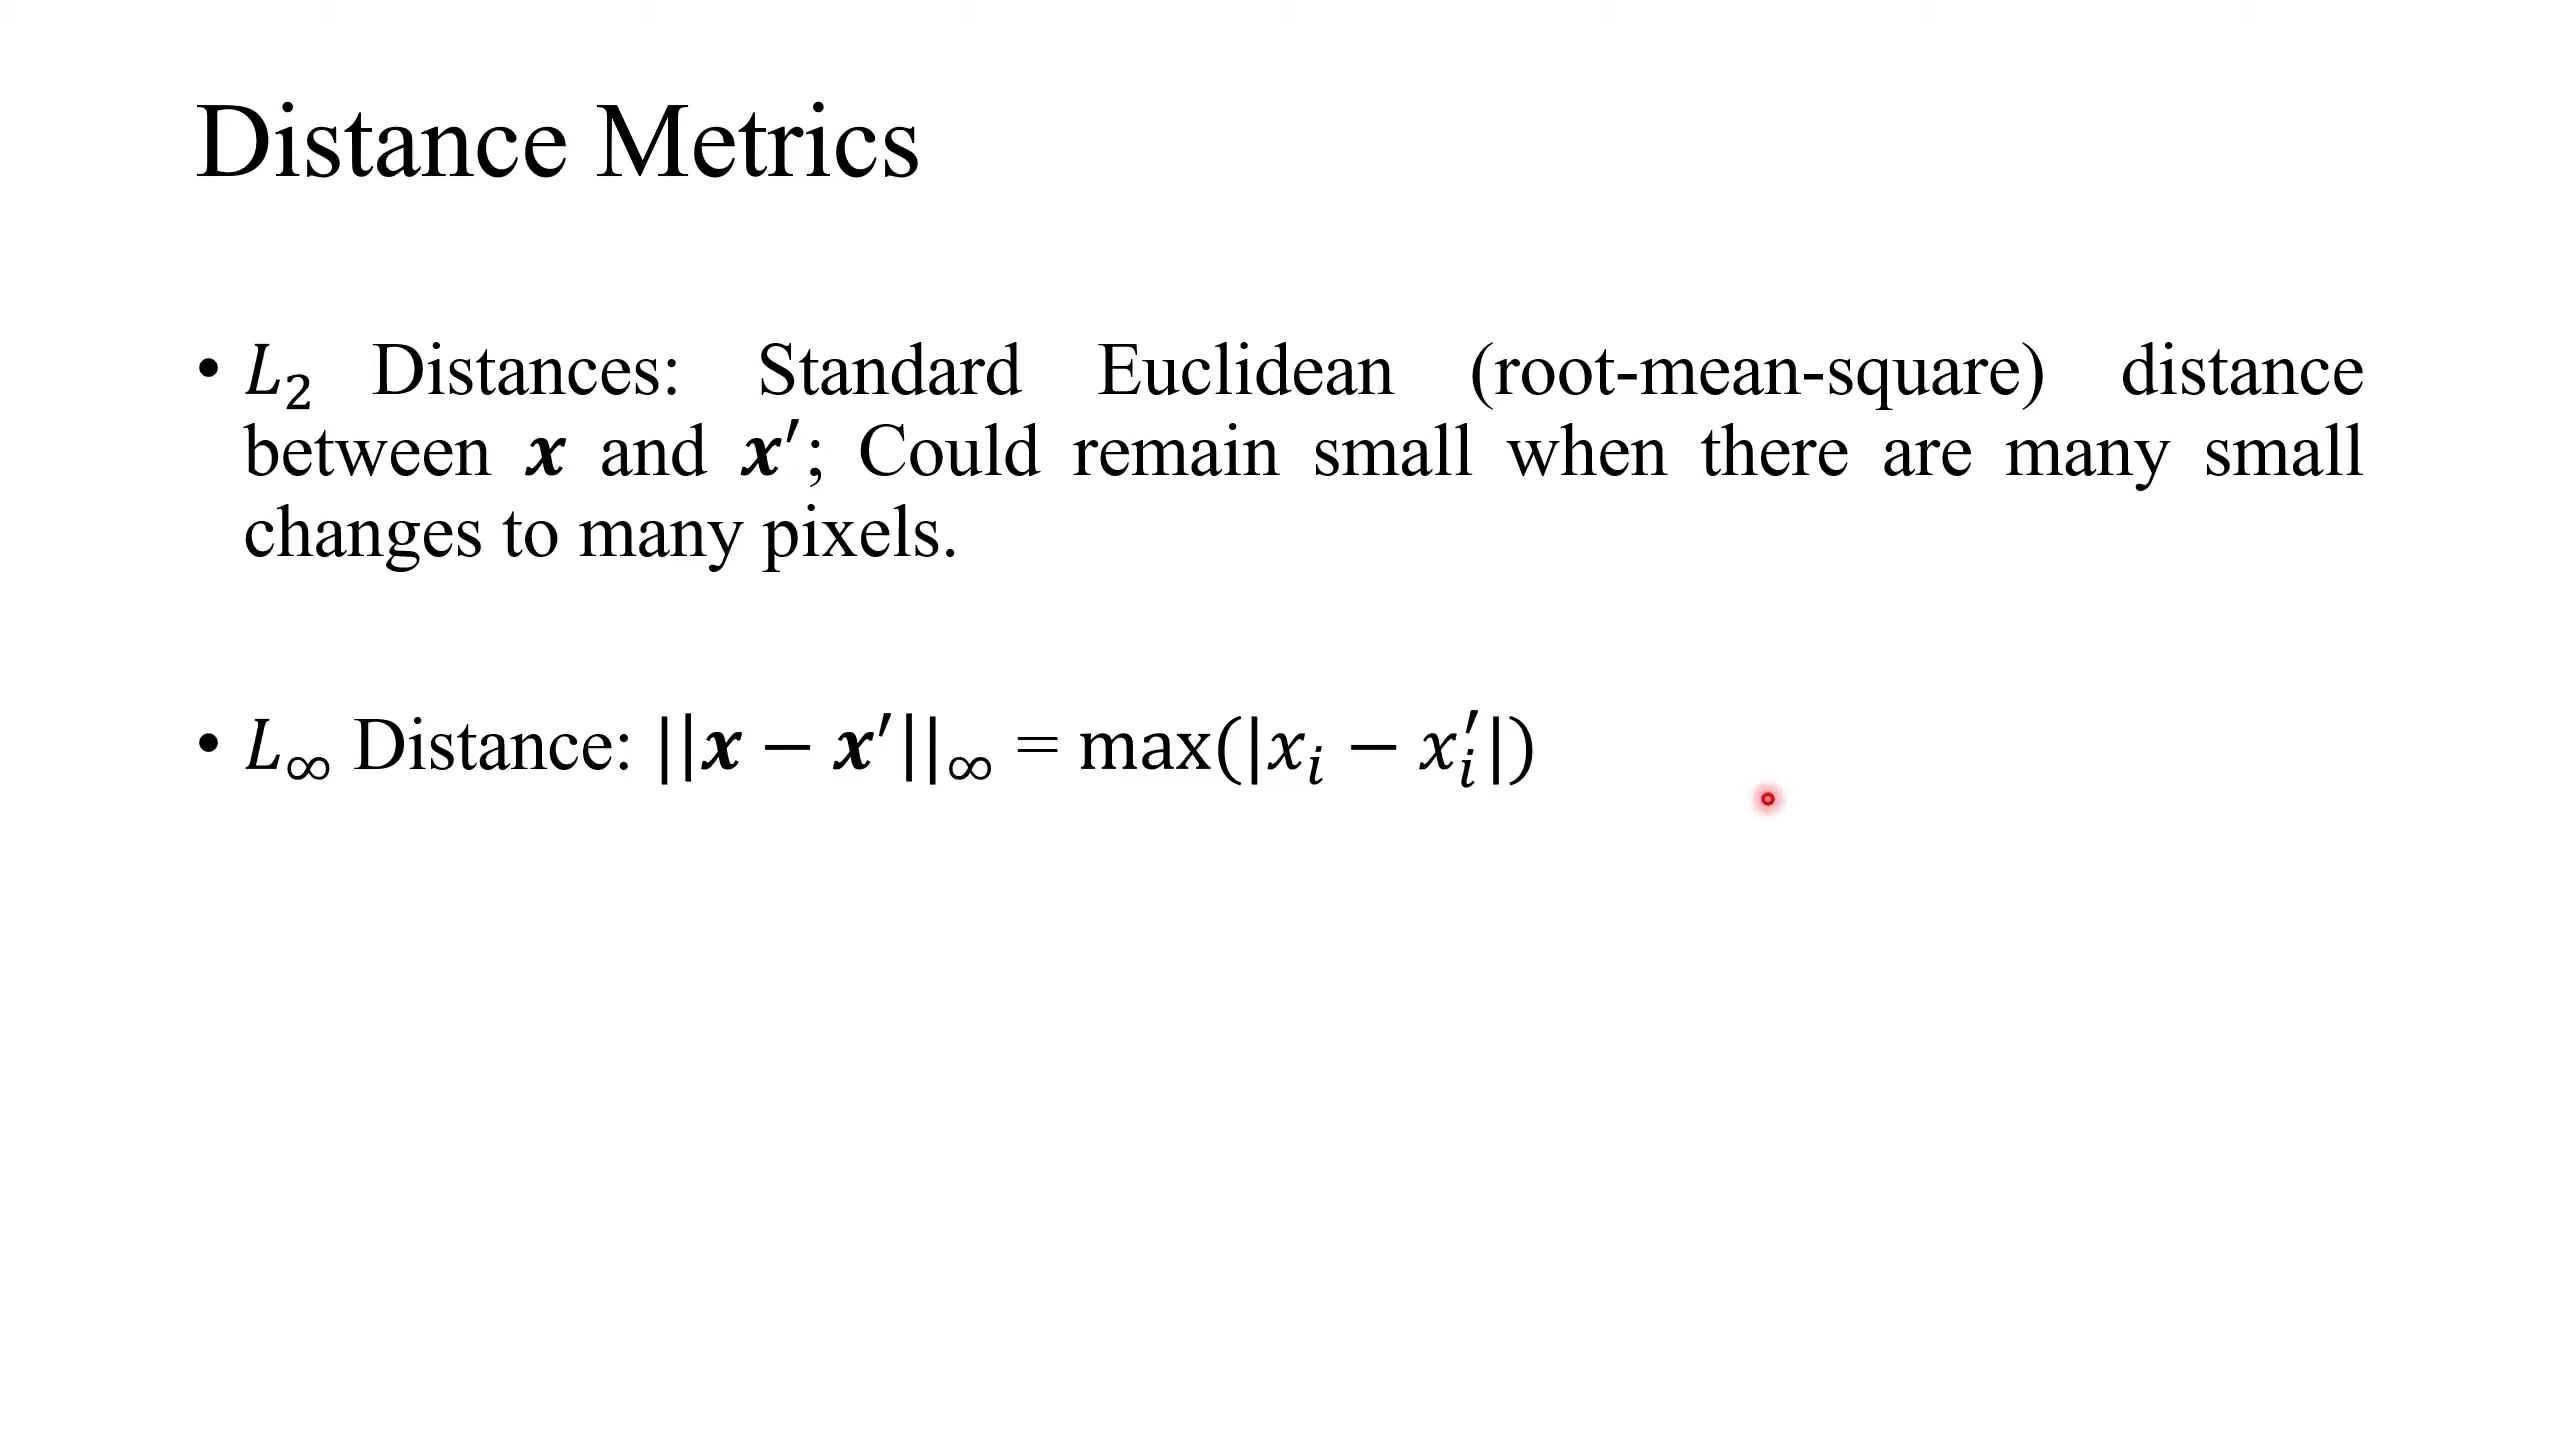 Distance Metrics
• L₂ Distances: Standard Euclidean (root-mean-square) distance
between x and x′; Could remain small when there are many small
changes to many pixels.
• L∞ Distance: ||x − x′||∞ = max(|xᵢ − xᵢ′|)